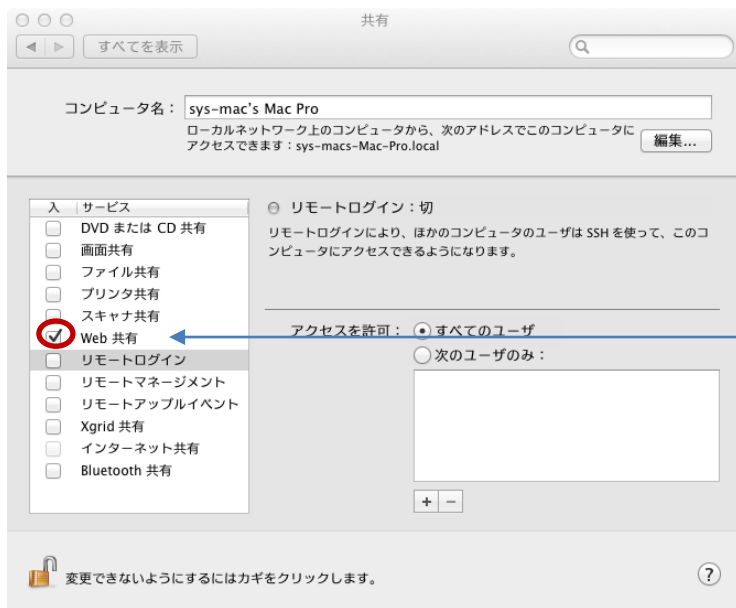 共有
すべてを表示
コンピュータ名： sys-mac's Mac Pro
ローカルネットワーク上のコンピュータから、次のアドレスでこのコンピュータに
アクセスできます：sys-macs-Mac-Pro.local
編集...
入 サービス
DVD または CD 共有
画面共有
ファイル共有
プリンタ共有
スキャナ共有
Web 共有
リモートログイン
リモートマネージメント
リモートアップルイベント
Xgrid 共有
インターネット共有
Bluetooth 共有
リモートログイン：切
リモートログインにより、ほかのコンピュータのユーザは SSH を使って、このコ
ンピュータにアクセスできるようになります。
アクセスを許可： すべてのユーザ
次のユーザのみ：
+ −
変更できないようにするにはカギをクリックします。
?